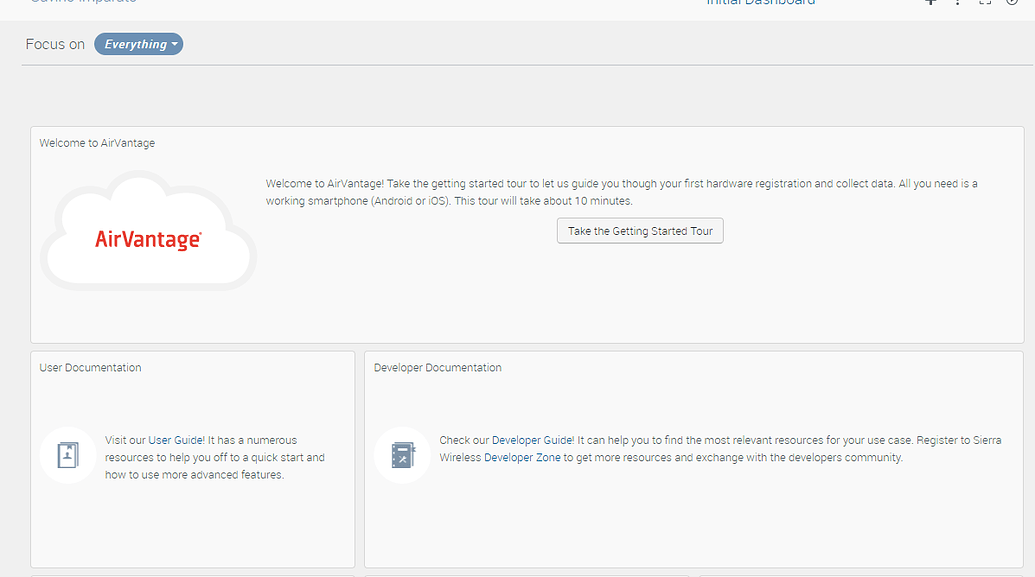 Initial Dashboard
Focus on Everything
Welcome to AirVantage
Welcome to AirVantage! Take the getting started tour to let us guide you though your first hardware registration and collect data. All you need is a
working smartphone (Android or iOS). This tour will take about 10 minutes.
Take the Getting Started Tour
AirVantage
User Documentation
Visit our User Guide! It has a numerous
resources to help you off to a quick start and
how to use more advanced features.
Developer Documentation
Check our Developer Guide! It can help you to find the most relevant resources for your use case. Register to Sierra
Wireless Developer Zone to get more resources and exchange with the developers community.